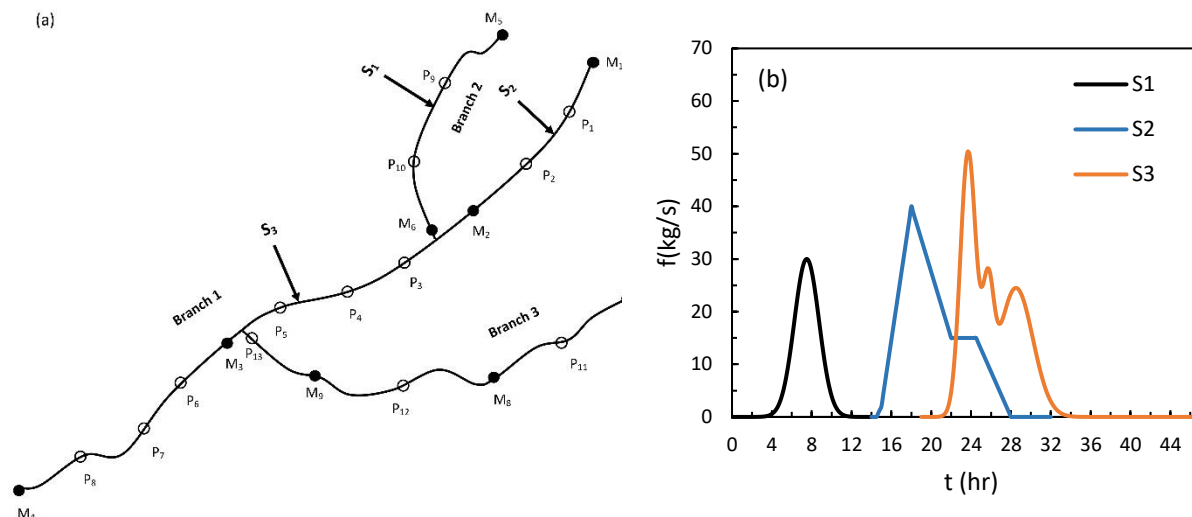 (a)
M₅
M₁
P₉
S₁
Branch 2
S₂
P₁
P₁₀
P₂
M₆
M₂
S₃
P₃
Branch 1
P₄
P₅
Branch 3
P₁₃
M₃
P₁₁
M₉
M₈
P₆
P₁₂
P₇
P₈
(b)
S1
S2
S3
f(kg/s)
70
60
50
40
30
20
10
0
0 4 8 12 16 20 24 28 32 36 40 44
t (hr)